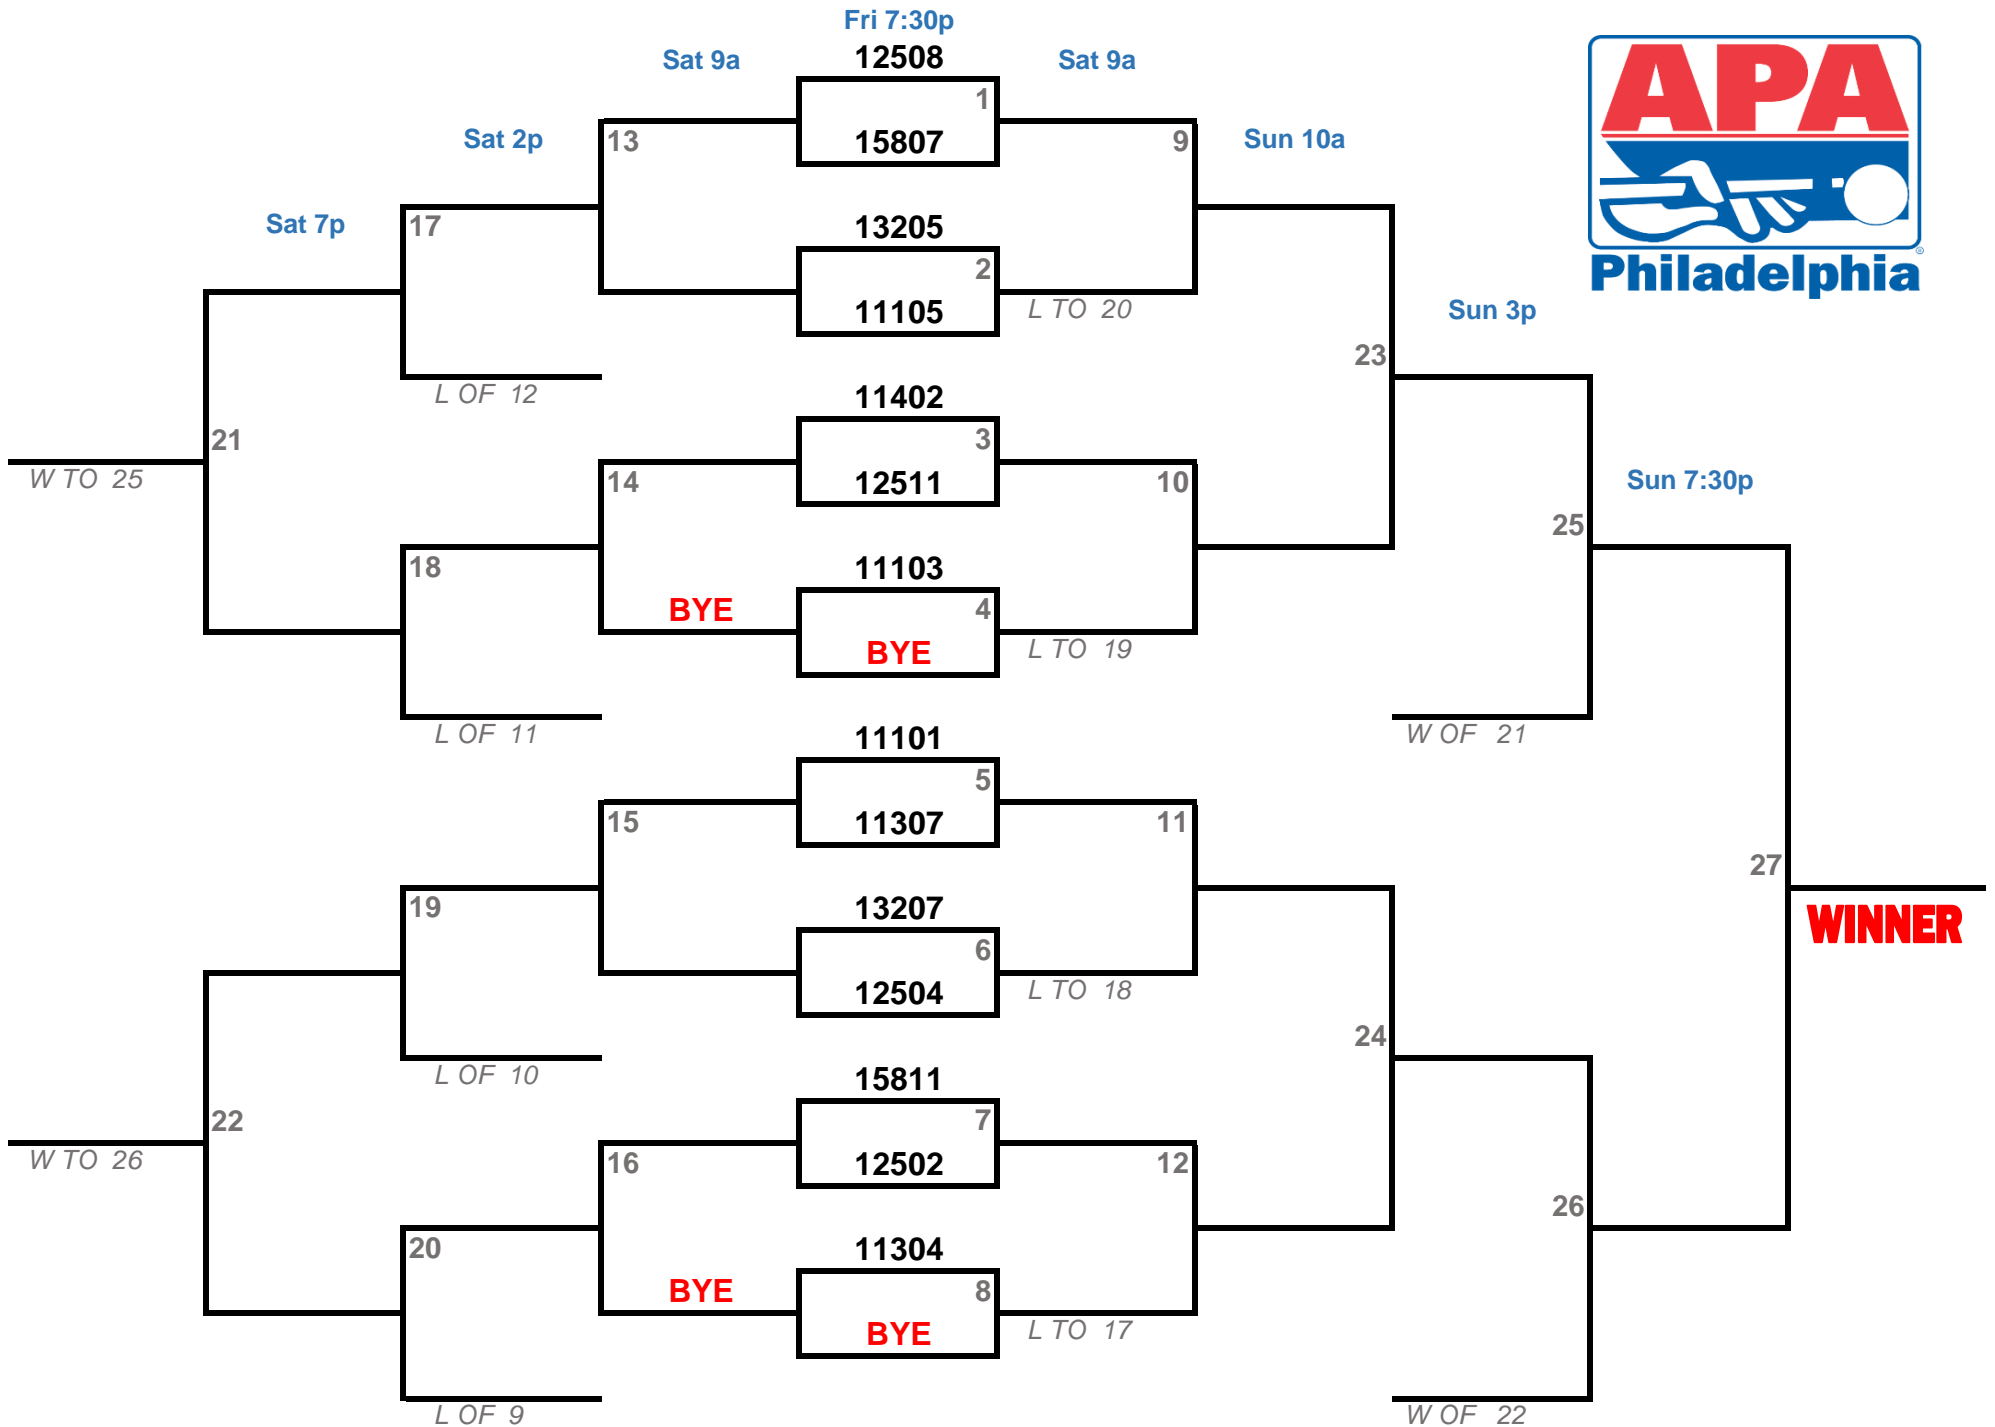 Fri 7:30p
12508
Sat 9a
Sat 9a
APA
1
Sat 2p
13
15807
9
Sun 10a
Sat 7p
17
13205
Philadelphia
®
2
11105
L TO 20
Sun 3p
23
L OF 12
11402
21
3
W TO 25
14
12511
10
Sun 7:30p
25
18
11103
BYE
4
BYE
L TO 19
L OF 11
11101
W OF 21
5
15
11307
11
27
19
13207
WINNER
6
12504
L TO 18
24
L OF 10
15811
22
7
W TO 26
16
12502
12
26
20
11304
BYE
8
BYE
L TO 17
L OF 9
W OF 22